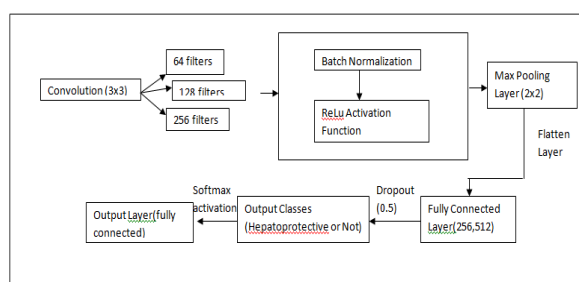 64 filters
Convolution (3x3)
128 filters
256 filters
Batch Normalization
ReLu Activation
Function
Max Pooling
Layer (2x2)
Flatten
Layer
Fully Connected
Layer(256,512)
Dropout
(0.5)
Output Classes
(Hepatoprotective or Not)
Softmax
activation
Output Layer(fully
connected)